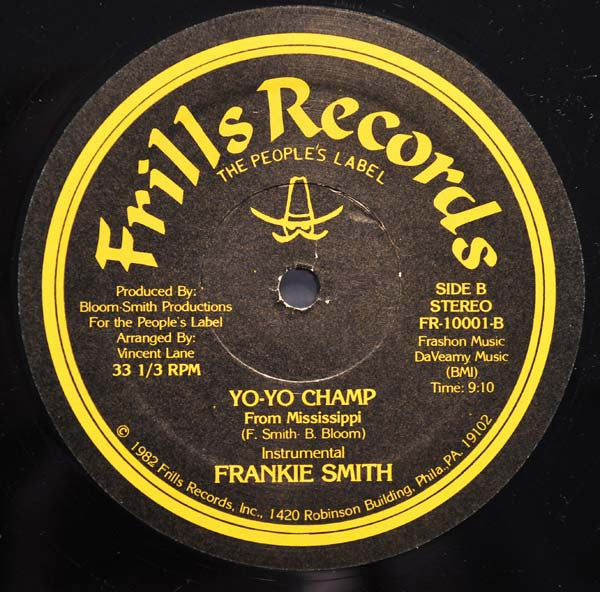 Frills Records
THE PEOPLE'S LABEL
Produced By:
Bloom-Smith Productions
For the People's Label
Arranged By:
Vincent Lane
33 1/3 RPM
SIDE B
STEREO
FR-10001-B
Frashon Music
DaVeamy Music
(BMI)
Time: 9:10
YO-YO CHAMP
From Mississippi
(F. Smith- B. Bloom)
Instrumental
FRANKIE SMITH
© 1982 Frills Records, Inc., 1420 Robinson Building, Phila., PA. 19102